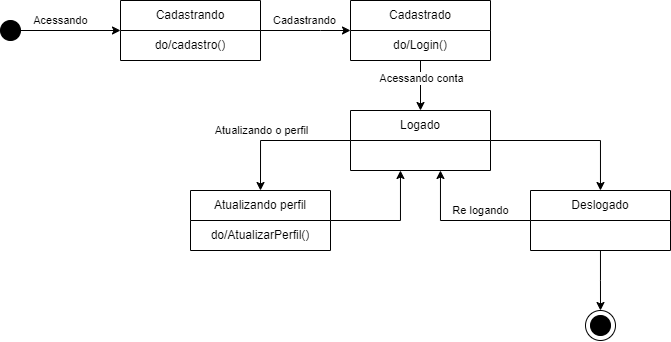 Acessando
Cadastrando
do/cadastro()
Cadastrando
Cadastrado
do/Login()
Acessando conta
Logado
Atualizando o perfil
Atualizando perfil
do/AtualizarPerfil()
Re logando
Deslogado